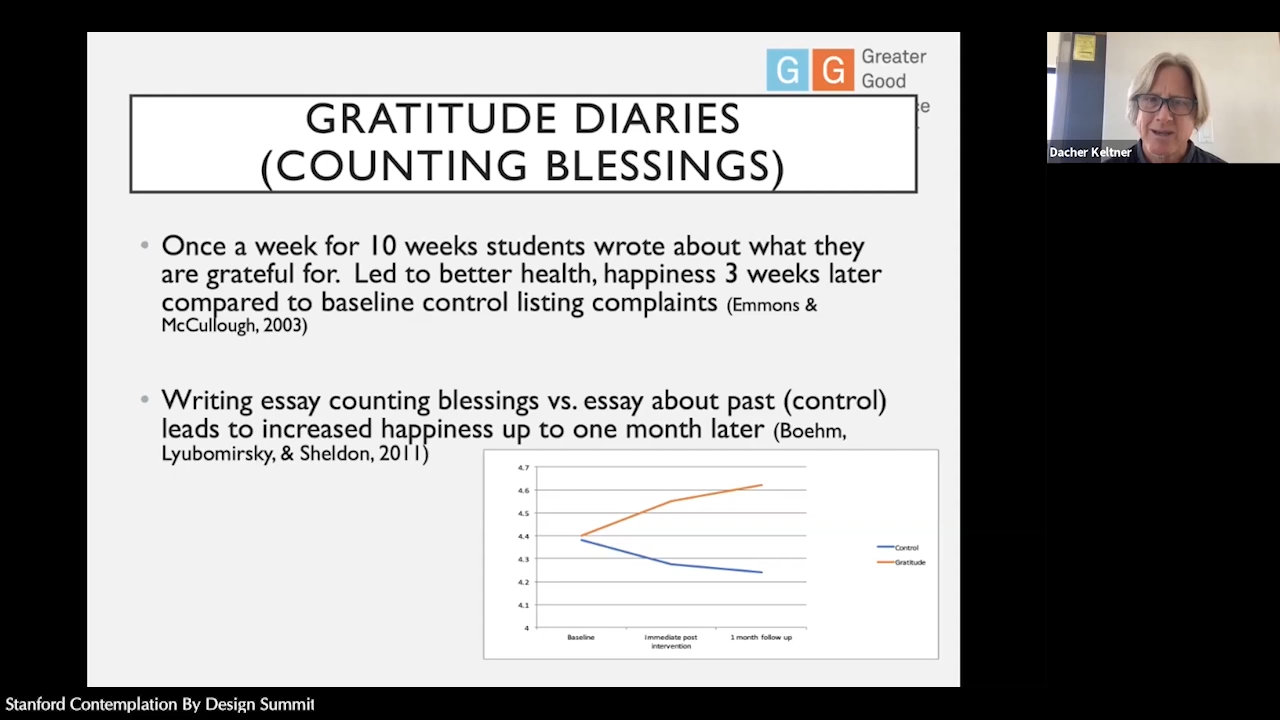 G G Greater
Good
ce
GRATITUDE DIARIES
(COUNTING BLESSINGS)
• Once a week for 10 weeks students wrote about what they
are grateful for. Led to better health, happiness 3 weeks later
compared to baseline control listing complaints (Emmons &
McCullough, 2003)
• Writing essay counting blessings vs. essay about past (control)
leads to increased happiness up to one month later (Boehm,
Lyubomirsky, & Sheldon, 2011)
4.7
4.6
4.5
4.4
4.3
4.2
4.1
4
Baseline
Immediate post
intervention
1 month follow up
Control
Gratitude
Dacher Keltner
Stanford Contemplation By Design Summit